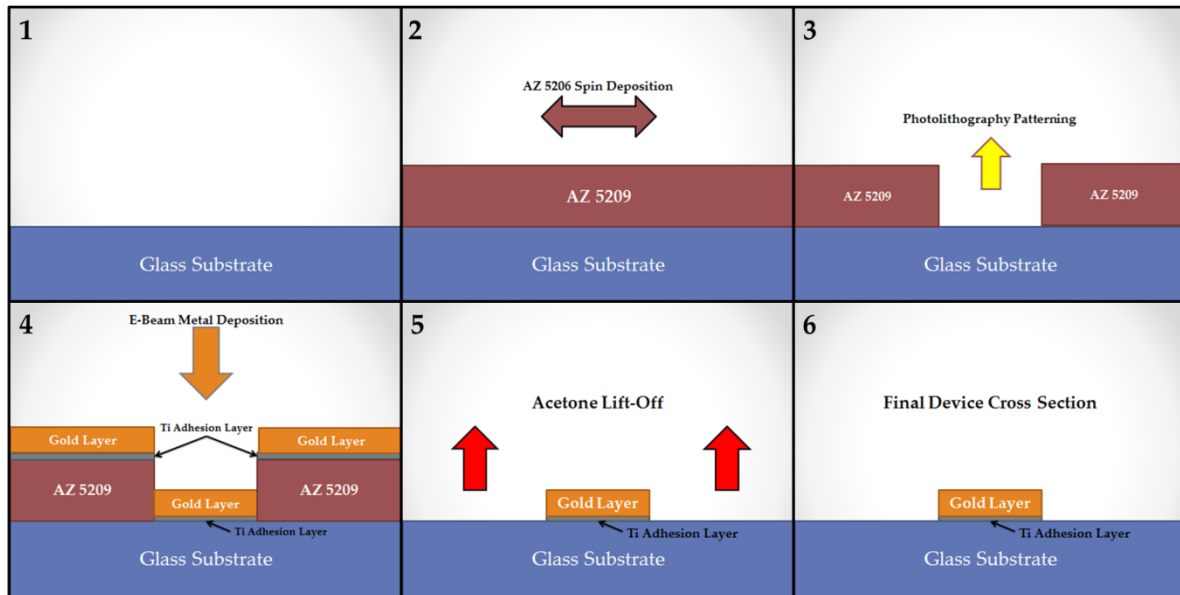 1
Glass Substrate
2
AZ 5206 Spin Deposition
AZ 5209
Glass Substrate
3
Photolithography Patterning
AZ 5209
AZ 5209
Glass Substrate
4
E-Beam Metal Deposition
Ti Adhesion Layer
Gold Layer
Gold Layer
AZ 5209
Gold Layer
AZ 5209
Ti Adhesion Layer
Glass Substrate
5
Acetone Lift-Off
Gold Layer
Ti Adhesion Layer
Glass Substrate
6
Final Device Cross Section
Gold Layer
Ti Adhesion Layer
Glass Substrate